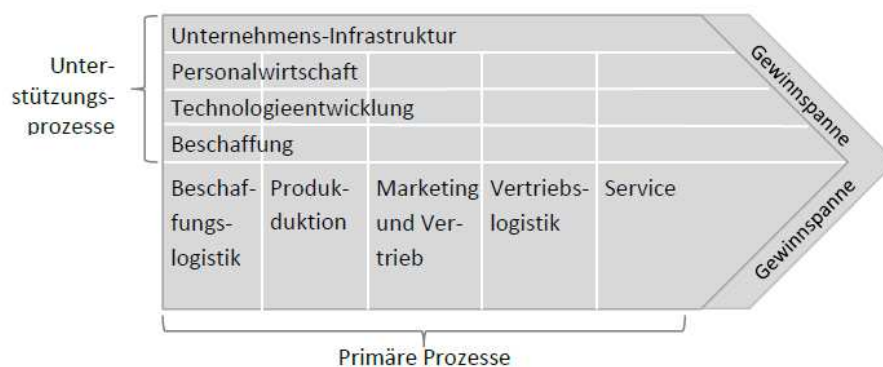 Unternehmens-Infrastruktur
Personalwirtschaft
Technologieentwicklung
Beschaffung
Unter-
stützungs-
prozesse
Beschaf-
fungs-
logistik
Produk-
duktion
Marketing
und Ver-
trieb
Vertriebs-
logistik
Service
Gewinnspanne
Gewinnspanne
Primäre Prozesse